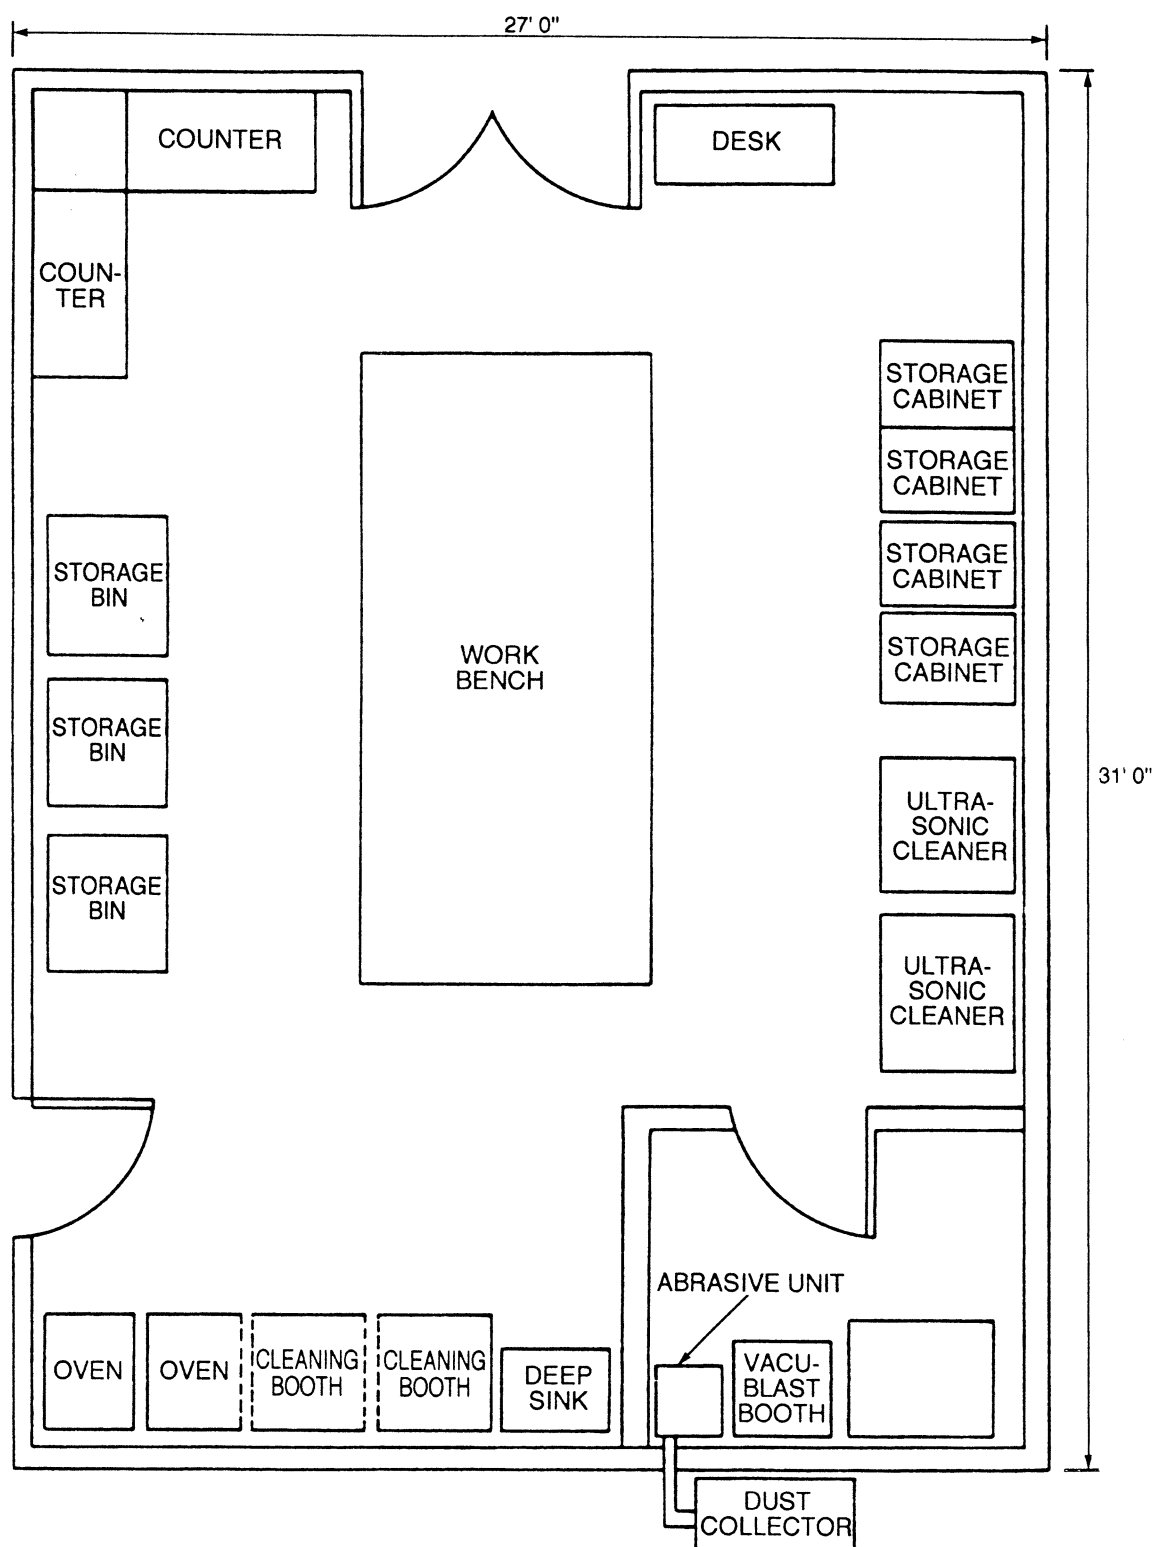 27' 0"
COUNTER
DESK
COUN-
TER
STORAGE
CABINET
STORAGE
CABINET
STORAGE
CABINET
STORAGE
CABINET
STORAGE
BIN
STORAGE
BIN
STORAGE
BIN
WORK
BENCH
31' 0"
ULTRA-
SONIC
CLEANER
ULTRA-
SONIC
CLEANER
ABRASIVE UNIT
OVEN
OVEN
CLEANING
BOOTH
CLEANING
BOOTH
DEEP
SINK
VACU-
BLAST
BOOTH
DUST
COLLECTOR